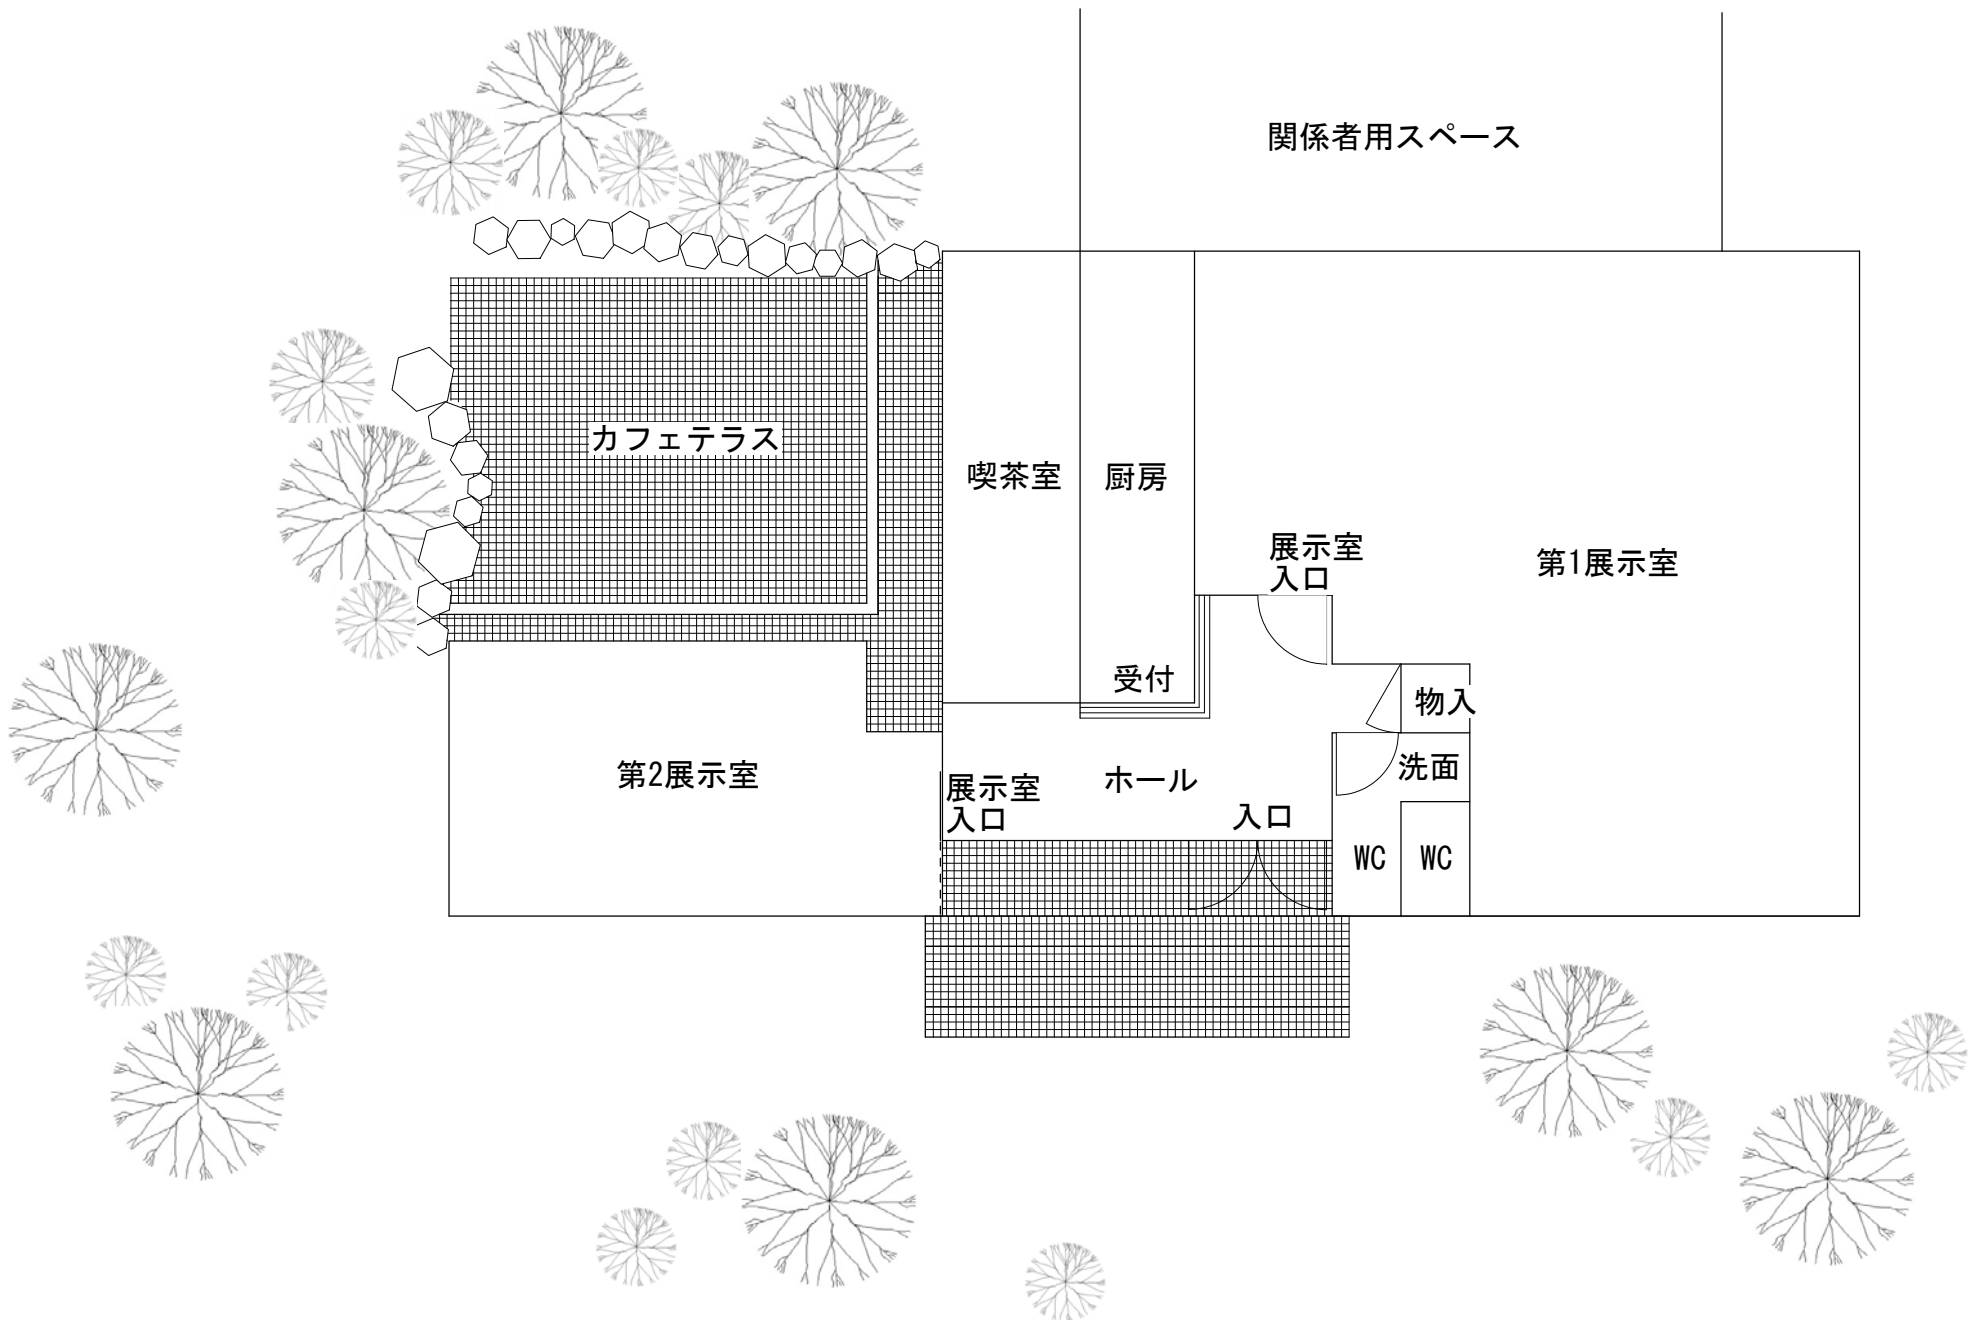 関係者用スペース
カフェテラス
喫茶室
厨房
展示室
入口
第1展示室
受付
物入
洗面
第2展示室
展示室
入口
ホール
入口
WC
WC